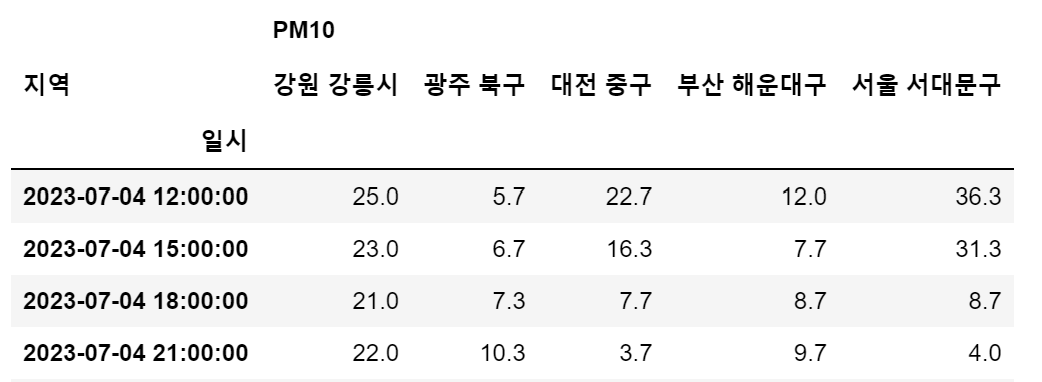 PM10
지역 강원 강릉시 광주 북구 대전 중구 부산 해운대구 서울 서대문구
일시
2023-07-04 12:00:00 25.0 5.7 22.7 12.0 36.3
2023-07-04 15:00:00 23.0 6.7 16.3 7.7 31.3
2023-07-04 18:00:00 21.0 7.3 7.7 8.7 8.7
2023-07-04 21:00:00 22.0 10.3 3.7 9.7 4.0